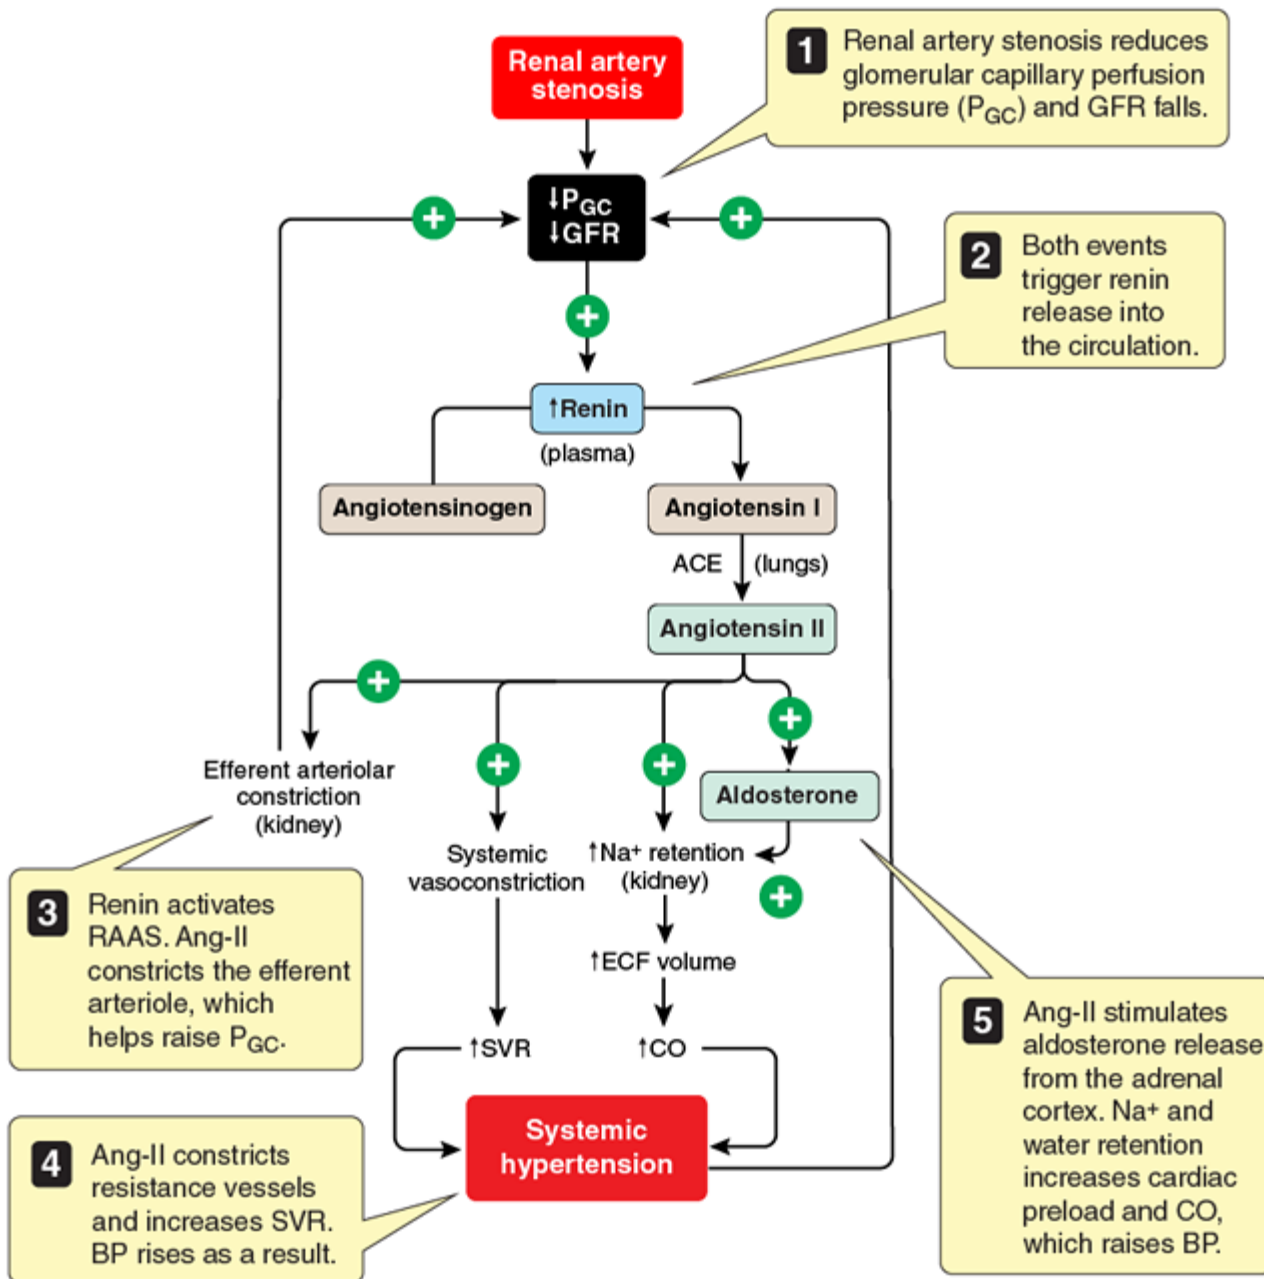 Renal artery
stenosis
1
Renal artery stenosis reduces
glomerular capillary perfusion
pressure (PGC) and GFR falls.
↓PGC
↓GFR
+
+
2
Both events
trigger renin
release into
the circulation.
+
↑Renin
(plasma)
Angiotensinogen
Angiotensin I
ACE
(lungs)
Angiotensin II
+
+
+
+
Efferent arteriolar
constriction
(kidney)
Aldosterone
Systemic
vasoconstriction
↑Na⁺ retention
(kidney)
+
3
Renin activates
RAAS. Ang-II
constricts the efferent
arteriole, which
helps raise PGC.
↑ECF volume
↑SVR
↑CO
5
Ang-II stimulates
aldosterone release
from the adrenal
cortex. Na⁺ and
water retention
increases cardiac
preload and CO,
which raises BP.
4
Ang-II constricts
resistance vessels
and increases SVR.
BP rises as a result.
Systemic
hypertension